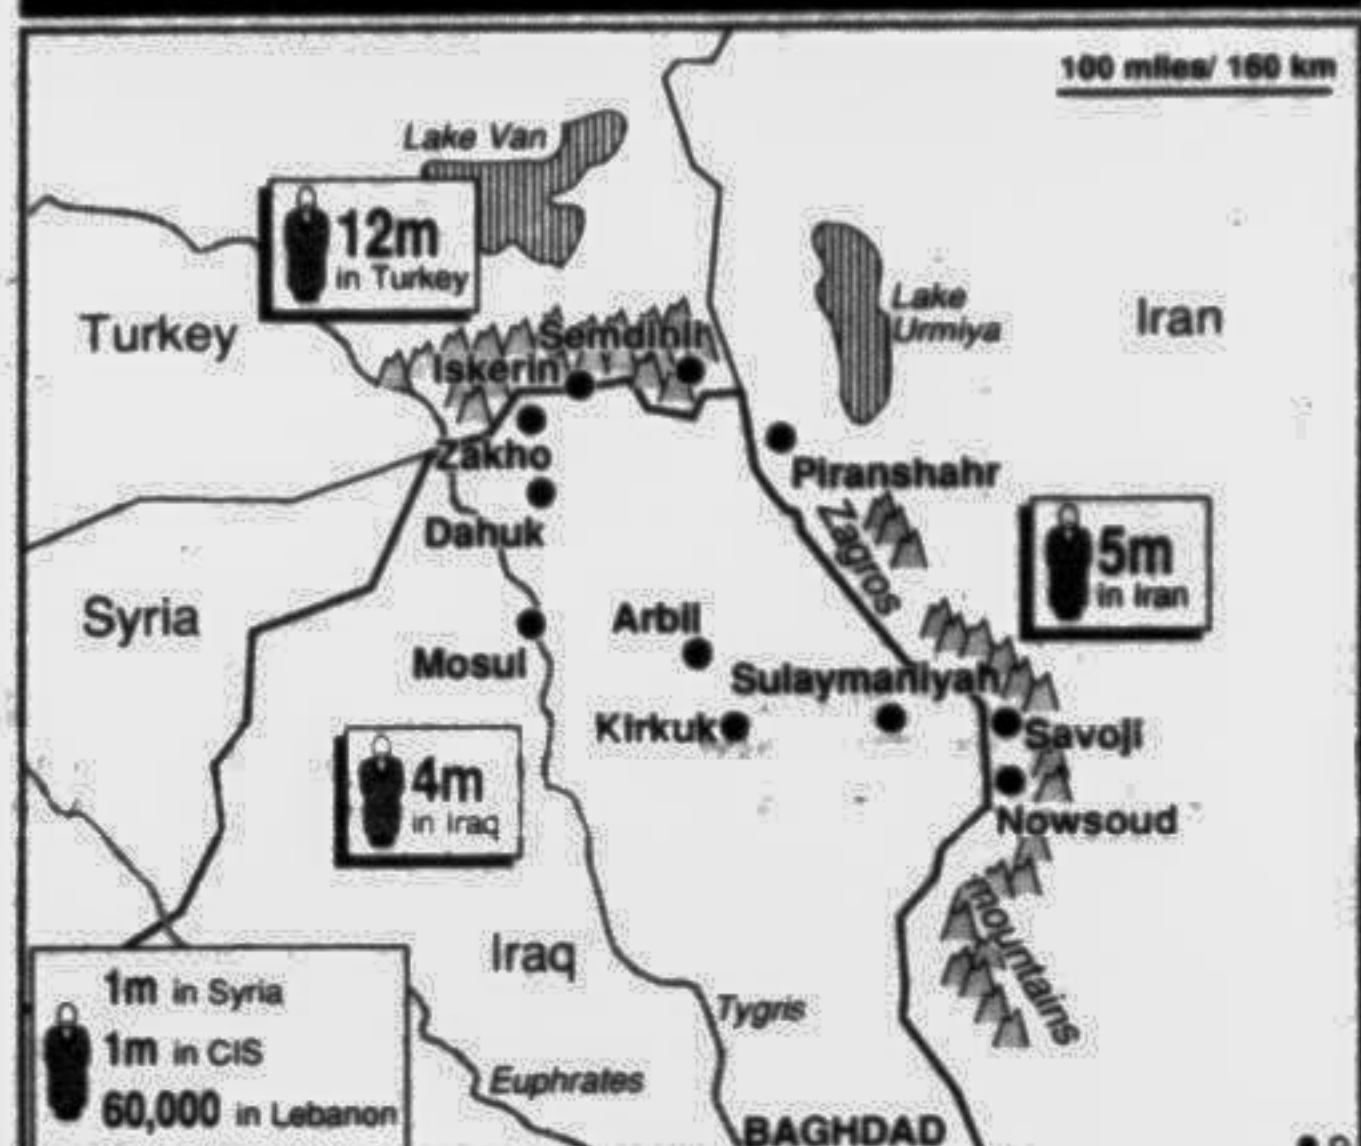 100 miles/ 160 km
Lake Van
12m
in Turkey
Turkey
Lake
Urmiya
Iran
Semdinli
Iskerin
Zakho
Piranshahr
Dahuk
Zagros
5m
in Iran
Syria
Arbil
Mosul
Sulaymaniyah
Kirkuk
Savoji
4m
in Iraq
Nowsoud
mountains
Iraq
1m in Syria
Tygris
1m in CIS
Euphrates
60,000 in Lebanon
BAGHDAD